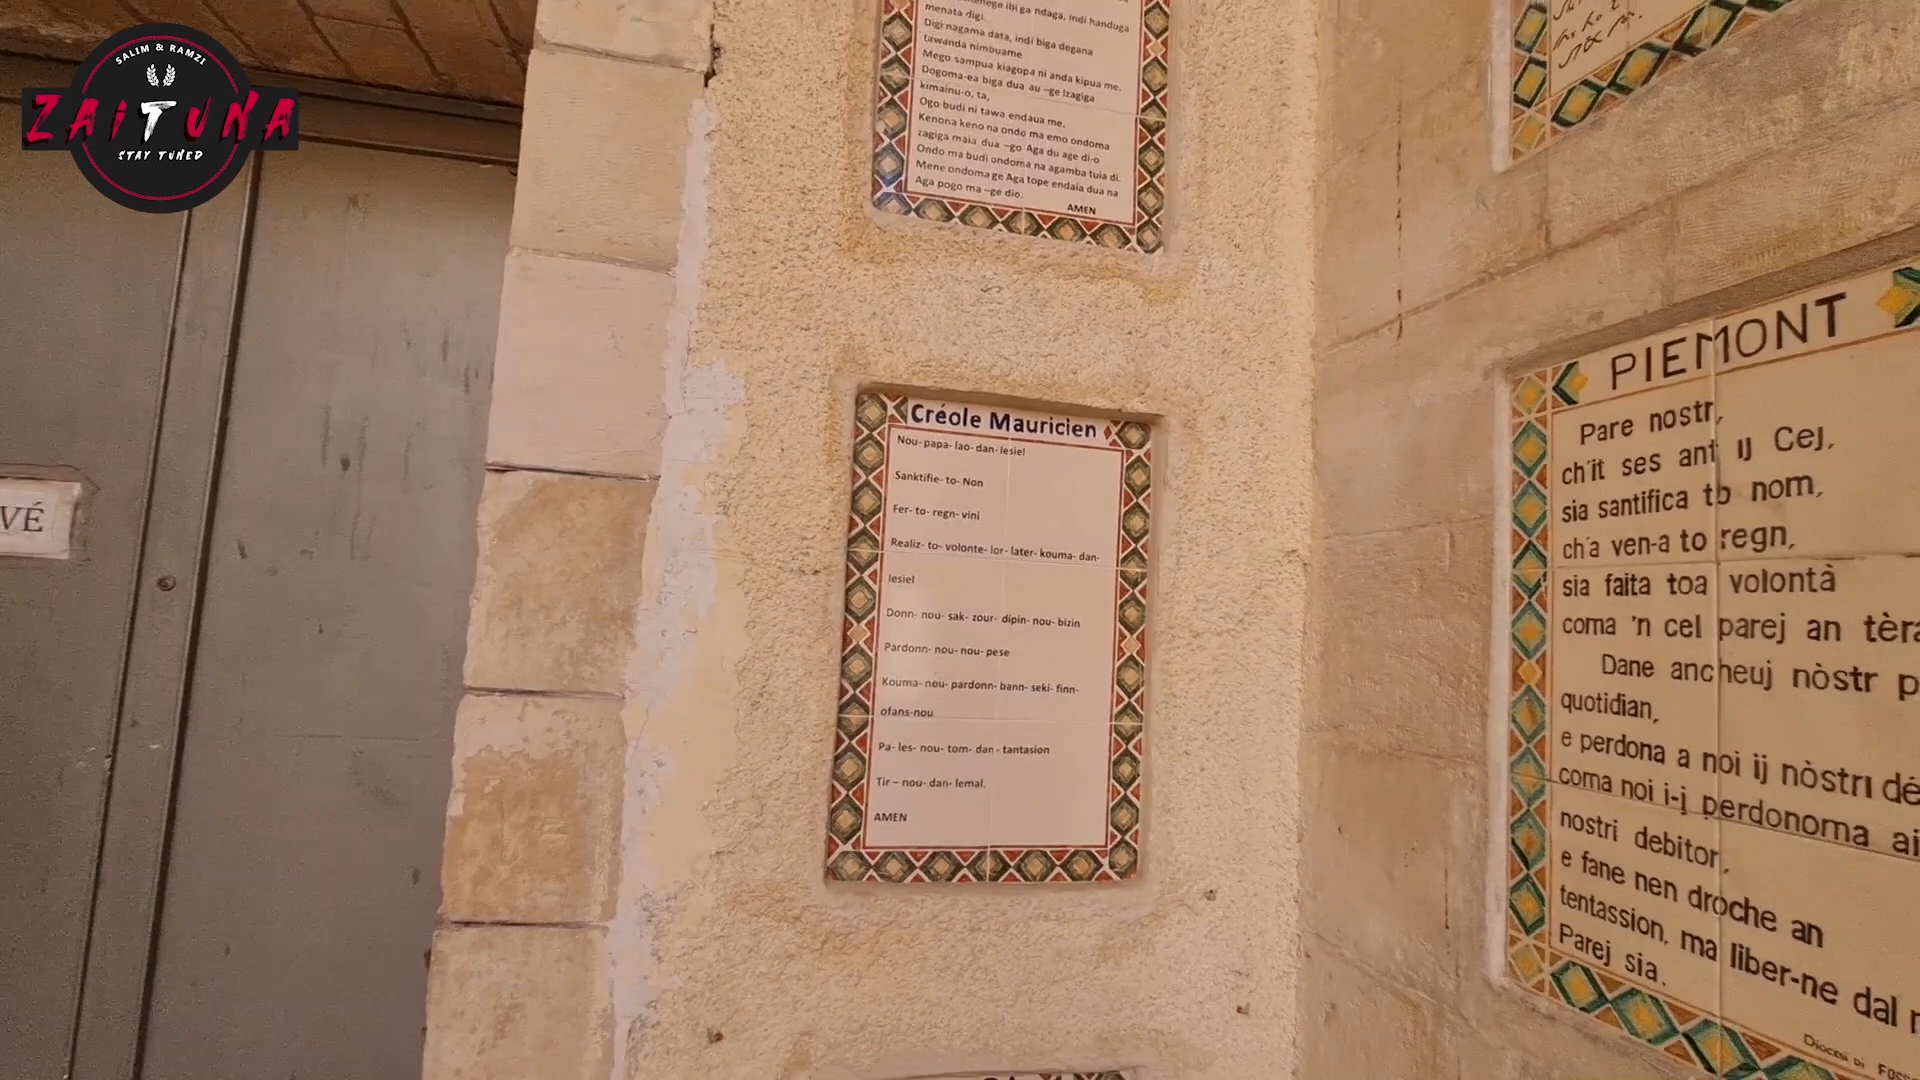 SALIM & RAMZI
ZAITUNA
STAY TUNED
VÉ
ibi ga ndaga, indi handuga
menata digi.
Digi nagama data, indi biga degana
tawanda nimbuame
Mego sampua kiagopa ni anda kipua me.
Dogoma-ea biga dua au –ge Izagiga
kimainu-o, ta,
Ogo budi ni tawa endaua me.
Kenona keno na ondo ma emo ondoma
zagiga maia dua –go Aga du age di-o
Ondo ma budi ondoma na agamba tuia di.
Mene ondoma ge Aga tope endaia dua na
Aga pogo ma –ge dio.
AMEN
Créole Mauricien
Nou- papa- lao- dan- lesiel
Sanktifie- to- Non
Fer- to- regn- vini
Realiz- to- volonte- lor- later- kouma- dan-
lesiel
Donn- nou- sak- zour- dipin- nou- bizin
Pardonn- nou- nou- pese
Kouma- nou- pardonn- bann- seki- finn-
ofans-nou
Pa- les- nou- tom- dan- tantasion
Tir – nou- dan- lemal.
AMEN
PIEMONT
Pare nostr,
ch'it ses ant ij Cej,
sia santifica to nom,
ch'a ven-a to regn,
sia faita toa volontà
coma 'n cel parej an tèra
Dane ancheuj nòstr p
quotidian,
e perdona a noi ij nòstri dé
coma noi i-j perdonoma ai
nostri debitor,
e fane nen droche an
tentassion, ma liber-ne dal
Parej sia.